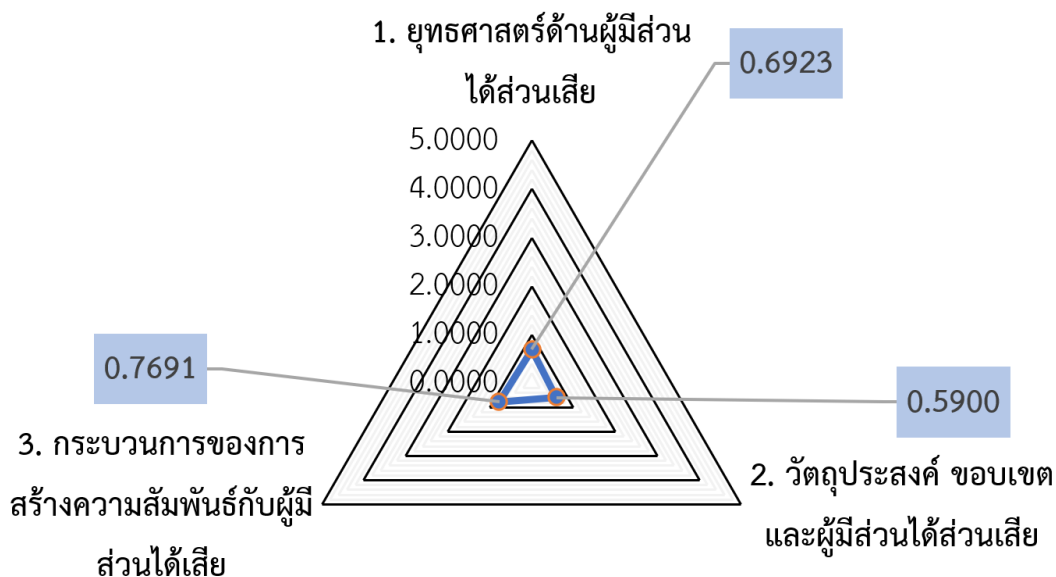 1. ยุทธศาสตร์ด้านผู้มีส่วน
ได้ส่วนเสีย
0.6923
5.0000
4.0000
3.0000
2.0000
1.0000
0.0000
0.7691
0.5900
3. กระบวนการของการ
สร้างความสัมพันธ์กับผู้มี
ส่วนได้เสีย
2. วัตถุประสงค์ ขอบเขต
และผู้มีส่วนได้ส่วนเสีย